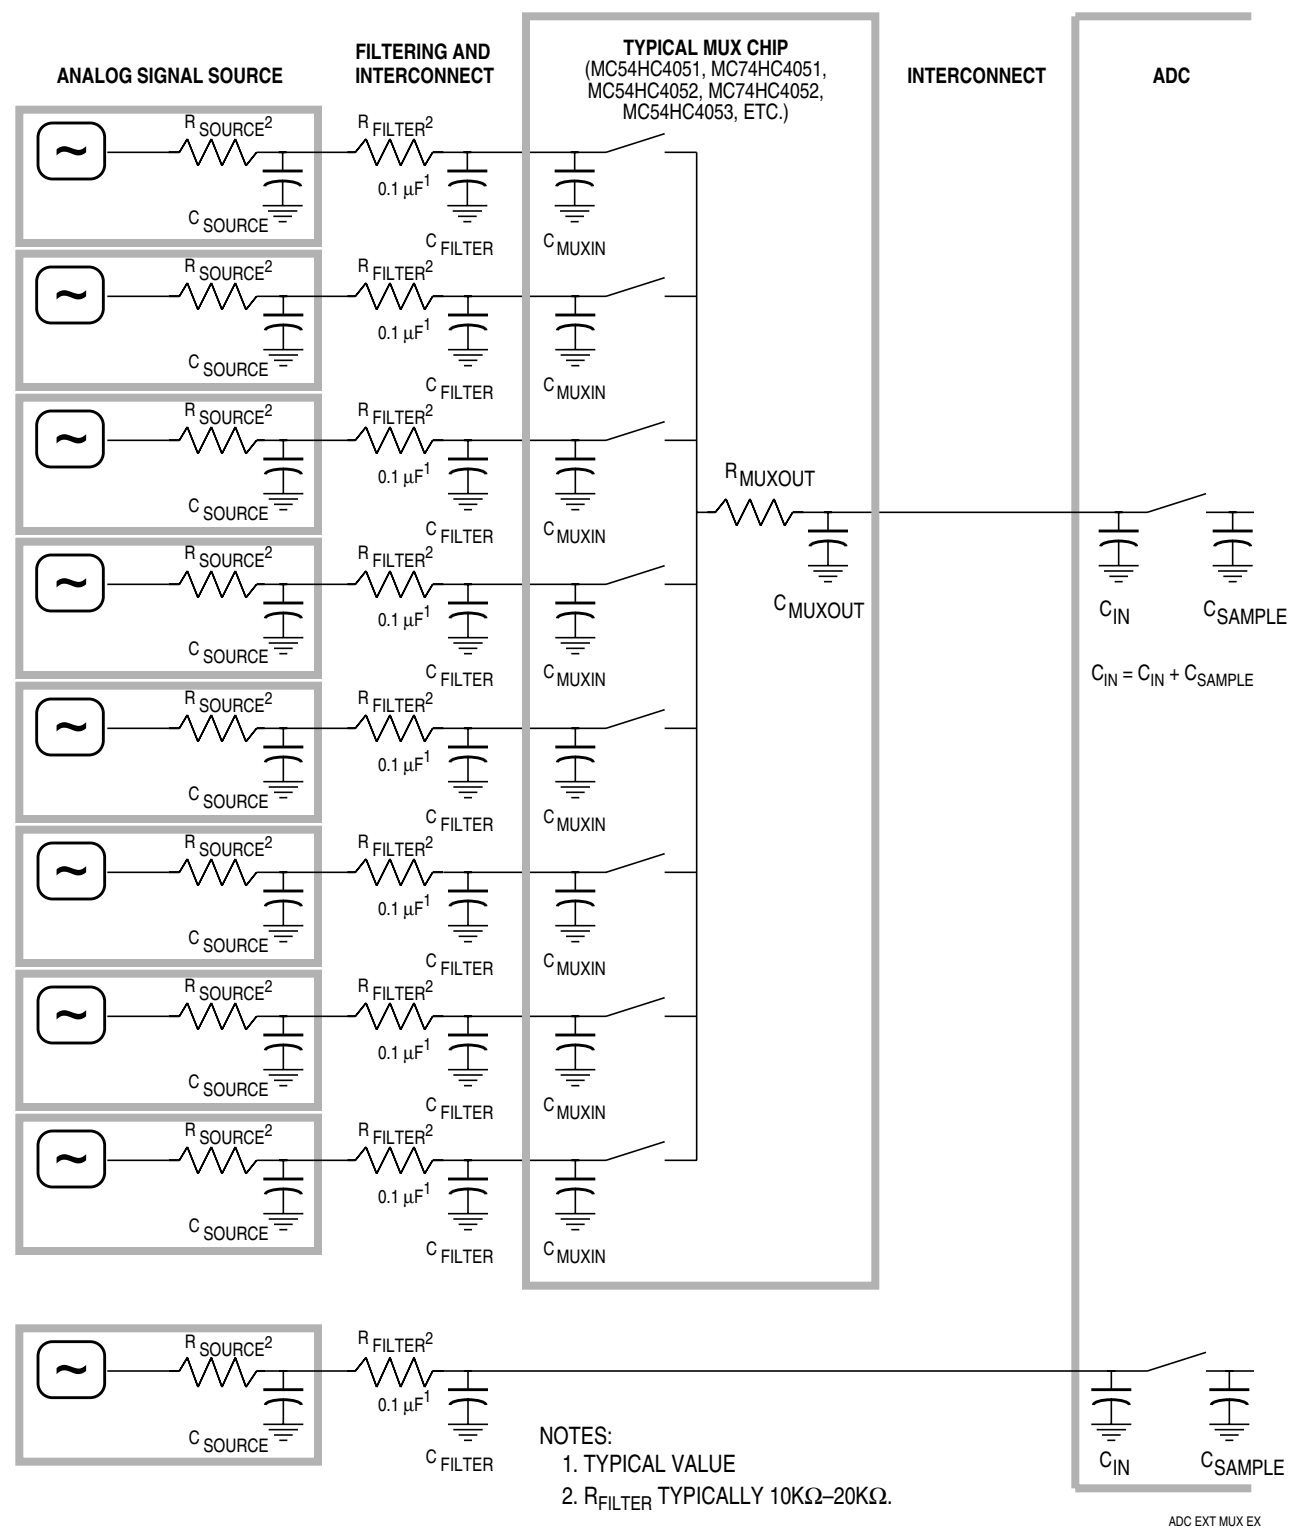 ANALOG SIGNAL SOURCE
FILTERING AND
INTERCONNECT
TYPICAL MUX CHIP
(MC54HC4051, MC74HC4051,
MC54HC4052, MC74HC4052,
MC54HC4053, ETC.)
INTERCONNECT
ADC
~
R SOURCE2
C SOURCE
R FILTER2
0.1 µF1
C FILTER
C MUXIN
~
R SOURCE2
C SOURCE
R FILTER2
0.1 µF1
C FILTER
C MUXIN
~
R SOURCE2
C SOURCE
R FILTER2
0.1 µF1
C FILTER
C MUXIN
~
R SOURCE2
C SOURCE
R FILTER2
0.1 µF1
C FILTER
C MUXIN
~
R SOURCE2
C SOURCE
R FILTER2
0.1 µF1
C FILTER
C MUXIN
~
R SOURCE2
C SOURCE
R FILTER2
0.1 µF1
C FILTER
C MUXIN
~
R SOURCE2
C SOURCE
R FILTER2
0.1 µF1
C FILTER
C MUXIN
~
R SOURCE2
C SOURCE
R FILTER2
0.1 µF1
C FILTER
C MUXIN
RMUXOUT
CMUXOUT
CIN
CSAMPLE
CIN = CIN + CSAMPLE
~
R SOURCE2
C SOURCE
R FILTER2
0.1 µF1
C FILTER
CIN
CSAMPLE
NOTES:
1. TYPICAL VALUE
2. RFILTER TYPICALLY 10KΩ–20KΩ.
ADC EXT MUX EX